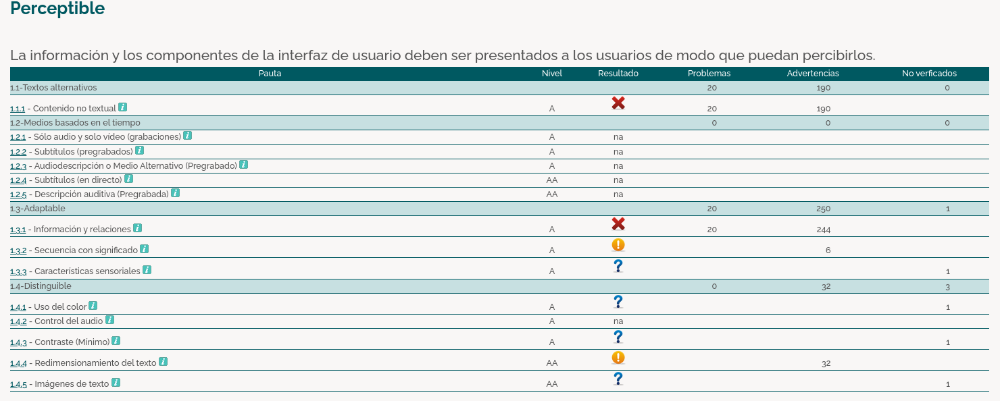 Perceptible
La información y los componentes de la interfaz de usuario deben ser presentados a los usuarios de modo que puedan percibirlos.
Pauta Nivel Resultado Problemas Advertencias No verficados
1.1-Textos alternativos 20 190 0
1.1.1 - Contenido no textual i A 20 190
1.2-Medios basados en el tiempo 0 0 0
1.2.1 - Sólo audio y solo vídeo (grabaciones) i A na
1.2.2 - Subtítulos (pregrabados) i A na
1.2.3 - Audiodescripción o Medio Alternativo (Pregrabado) i A na
1.2.4 - Subtítulos (en directo) i AA na
1.2.5 - Descripción auditiva (Pregrabada) i AA na
1.3-Adaptable 20 250 1
1.3.1 - Información y relaciones i A 20 244
1.3.2 - Secuencia con significado i A ! 6
1.3.3 - Características sensoriales i A ? 1
1.4-Distinguible 0 32 3
1.4.1 - Uso del color i A ? 1
1.4.2 - Control del audio i A na
1.4.3 - Contraste (Mínimo) i A ? 1
1.4.4 - Redimensionamiento del texto i AA ! 32
1.4.5 - Imágenes de texto i AA ? 1